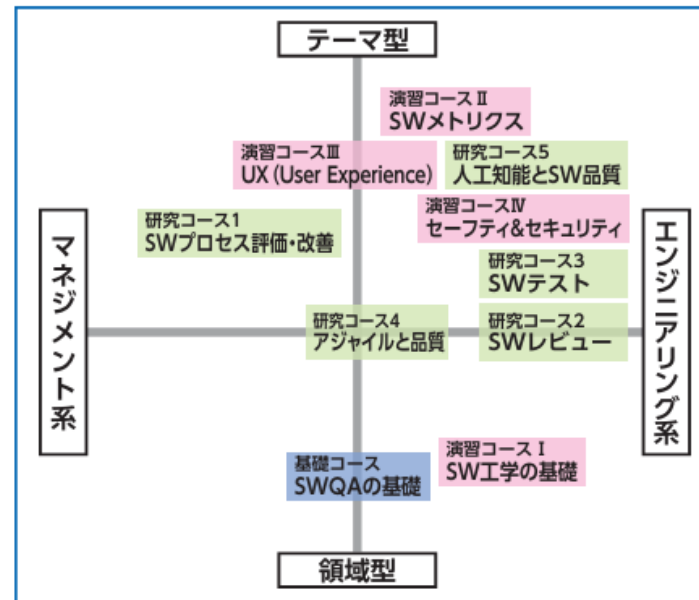 テーマ型
演習コースⅡ
SWメトリクス
演習コースⅢ
UX(User Experience)
研究コース5
人工知能とSW品質
演習コースⅣ
セーフティ&セキュリティ
研究コース1
SWプロセス評価・改善
マネジメント系
エンジニアリング系
研究コース3
SWテスト
研究コース4
アジャイルと品質
研究コース2
SWレビュー
基礎コース
SWQAの基礎
演習コースⅠ
SW工学の基礎
領域型